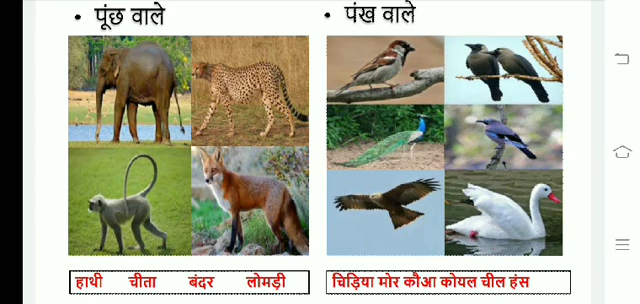 • पूंछ वाले
• पंख वाले
हाथी चीता बंदर लोमड़ी
चिड़िया मोर कौआ कोयल चील हंस